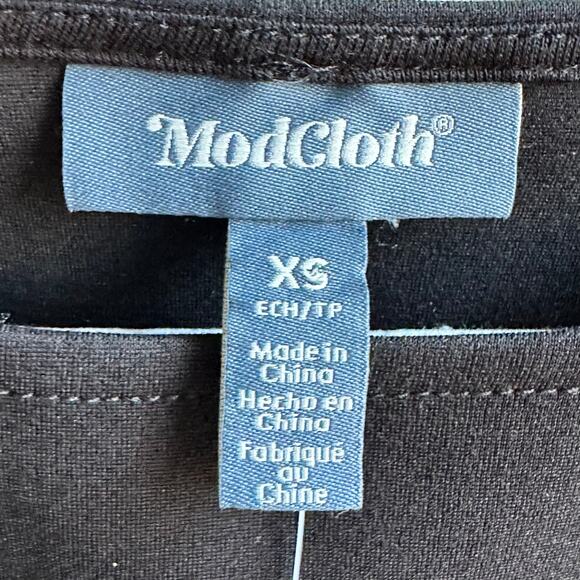 ModCloth®
XS
ECH/TP
Made in
China
Hecho en
China
Fabriqué
au
Chine